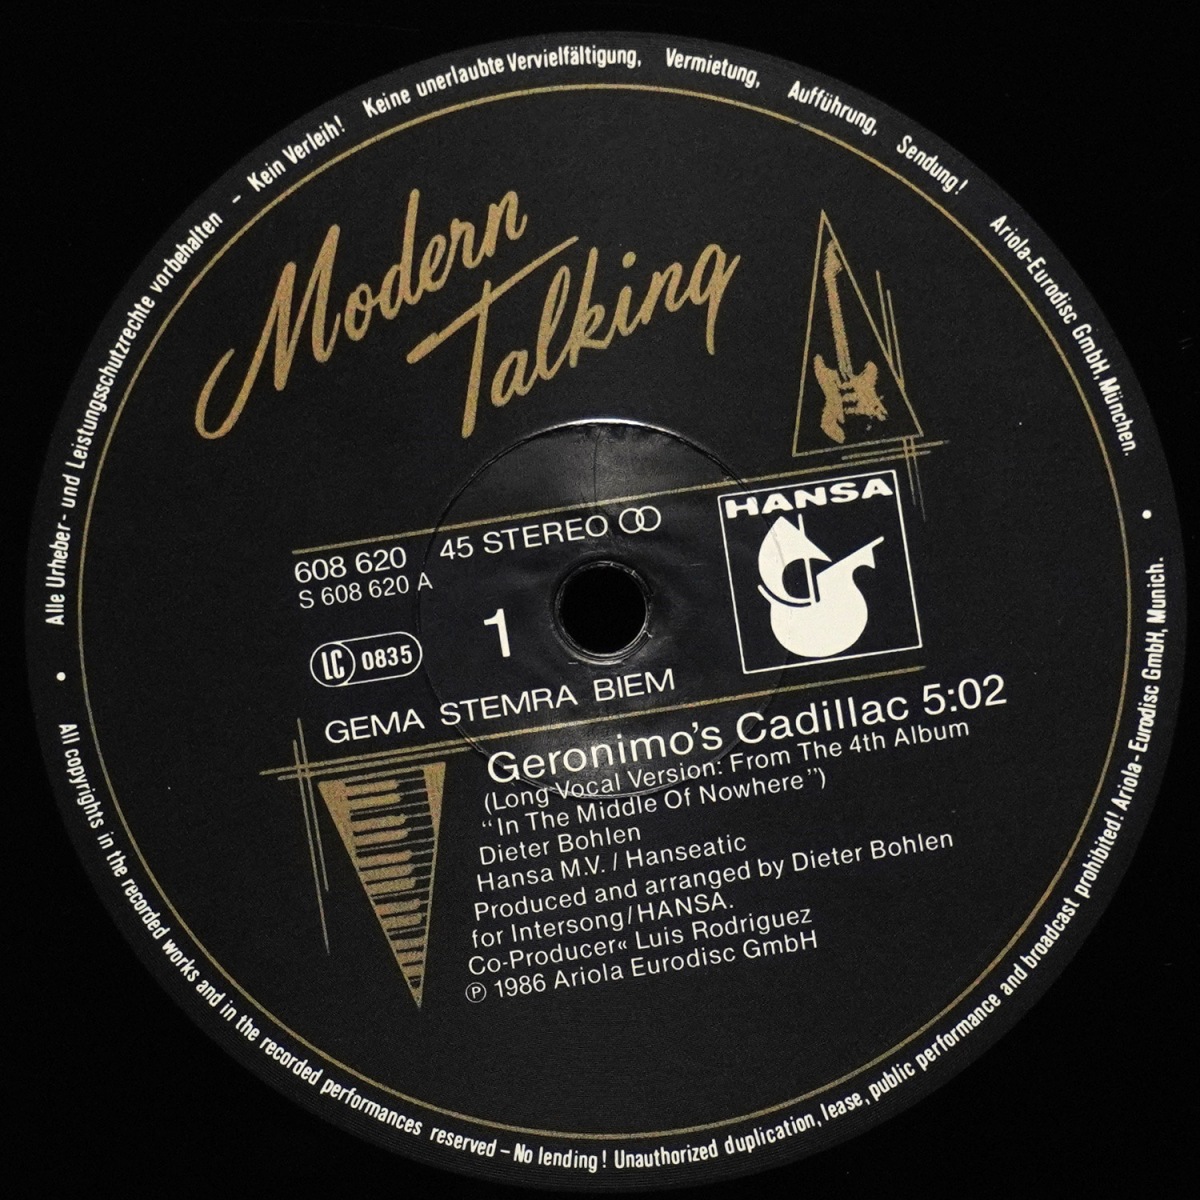 Alle Urheber- und Leistungsschutzrechte vorbehalten - Kein Verleih! Keine unerlaubte Vervielfältigung, Vermietung, Aufführung, Sendung! Ariola-Eurodisc GmbH, München.
Modern
Talking
HANSA
608 620 45 STEREO
S 608 620 A
LC 0835
1
GEMA STEMRA BIEM
Geronimo's Cadillac 5:02
(Long Vocal Version: From The 4th Album
“In The Middle Of Nowhere”)
Dieter Bohlen
Hansa M.V. / Hanseatic
Produced and arranged by Dieter Bohlen
for Intersong/HANSA.
Co-Producer« Luis Rodriguez
℗ 1986 Ariola Eurodisc GmbH
All copyrights in the recorded works and in the recorded performances reserved – No lending! Unauthorized duplication, lease, public performance and broadcast prohibited! Ariola-Eurodisc GmbH, Munich.